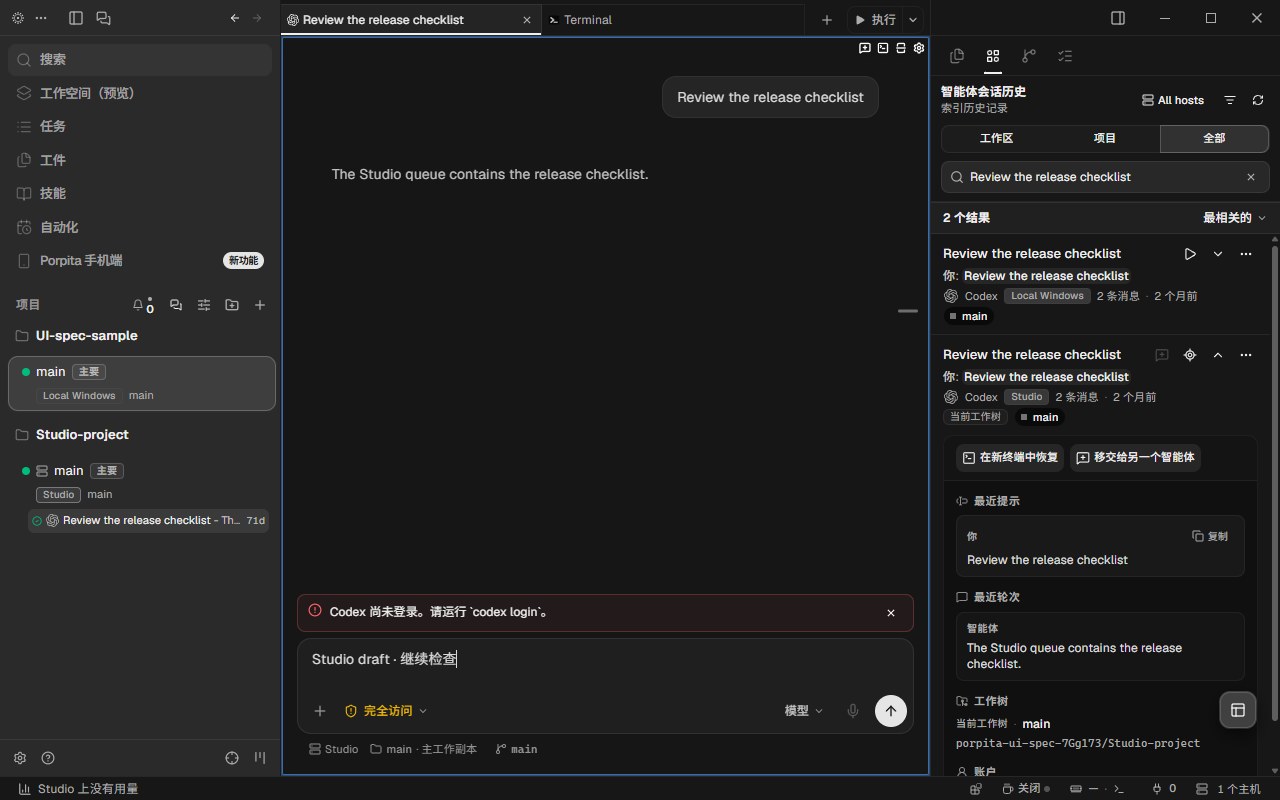 搜索
工作空间（预览）
任务
工件
技能
自动化
Porpita 手机端 新功能
项目 0
UI-spec-sample
main 主要
Local Windows main
Studio-project
main 主要
Studio main
Review the release checklist - Th... 71d
Review the release checklist
Terminal
执行
Review the release checklist
The Studio queue contains the release checklist.
Codex 尚未登录。请运行 `codex login`。
Studio draft · 继续检查
完全访问
模型
Studio main · 主工作副本 main
智能体会话历史
索引历史记录
All hosts
工作区 项目 全部
Review the release checklist
2 个结果 最相关的
Review the release checklist
你: Review the release checklist
Codex Local Windows 2 条消息 · 2 个月前
main
Review the release checklist
你: Review the release checklist
Codex Studio 2 条消息 · 2 个月前
当前工作树 main
在新终端中恢复 移交给另一个智能体
最近提示
你 复制
Review the release checklist
最近轮次
智能体
The Studio queue contains the release
checklist.
工作树
当前工作树 · main
porpita-ui-spec-7Gg173/Studio-project
账户
Studio 上没有用量
关闭
0
1 个主机